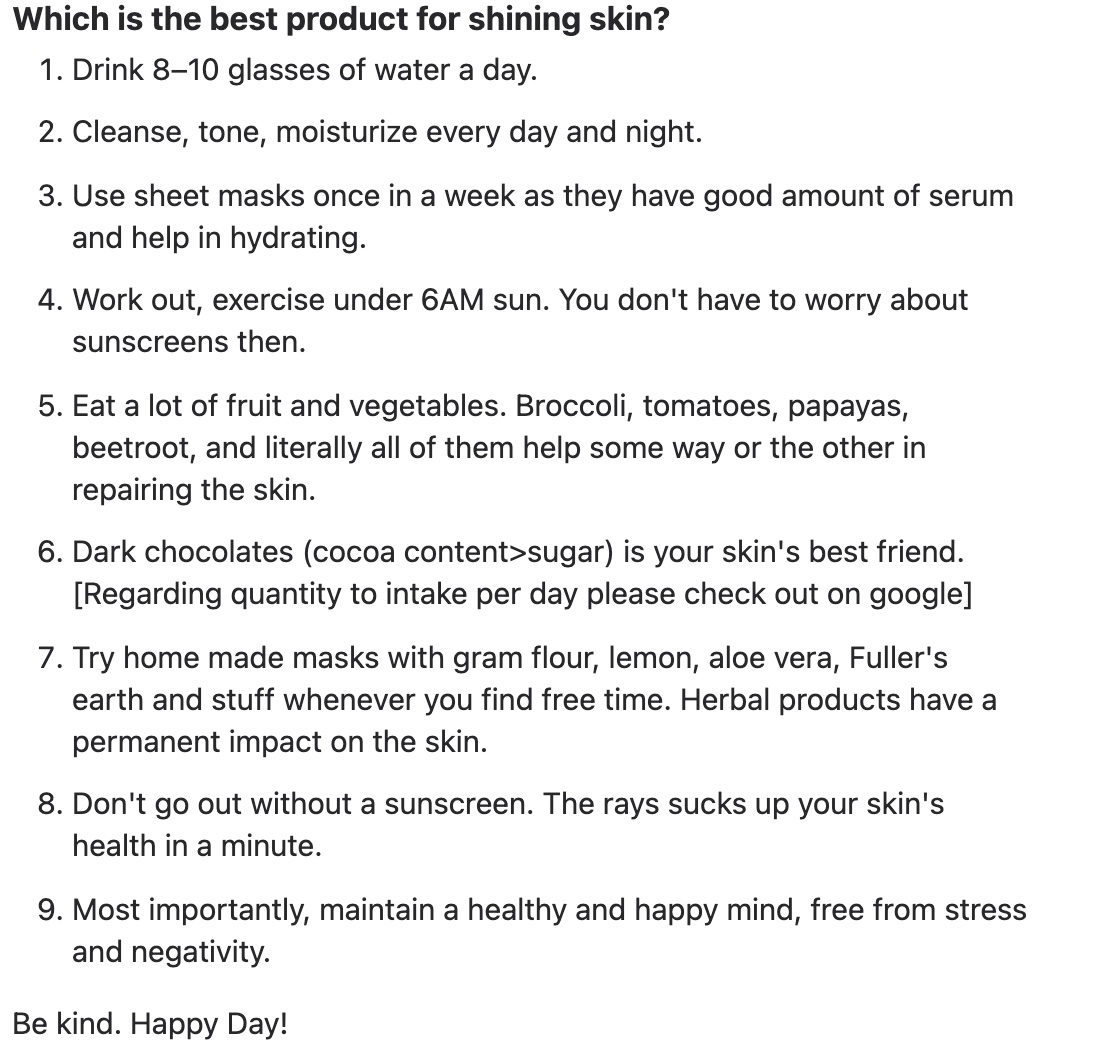 Which is the best product for shining skin?
1. Drink 8–10 glasses of water a day.
2. Cleanse, tone, moisturize every day and night.
3. Use sheet masks once in a week as they have good amount of serum
and help in hydrating.
4. Work out, exercise under 6AM sun. You don't have to worry about
sunscreens then.
5. Eat a lot of fruit and vegetables. Broccoli, tomatoes, papayas,
beetroot, and literally all of them help some way or the other in
repairing the skin.
6. Dark chocolates (cocoa content>sugar) is your skin's best friend.
[Regarding quantity to intake per day please check out on google]
7. Try home made masks with gram flour, lemon, aloe vera, Fuller's
earth and stuff whenever you find free time. Herbal products have a
permanent impact on the skin.
8. Don't go out without a sunscreen. The rays sucks up your skin's
health in a minute.
9. Most importantly, maintain a healthy and happy mind, free from stress
and negativity.
Be kind. Happy Day!